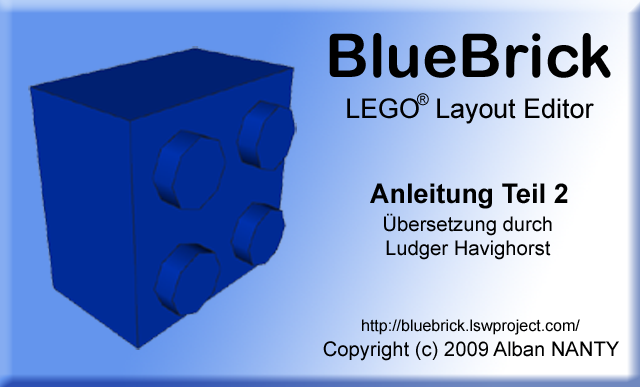 BlueBrick
LEGO® Layout Editor
Anleitung Teil 2
Übersetzung durch
Ludger Havighorst
http://bluebrick.lswproject.com/
Copyright (c) 2009 Alban NANTY